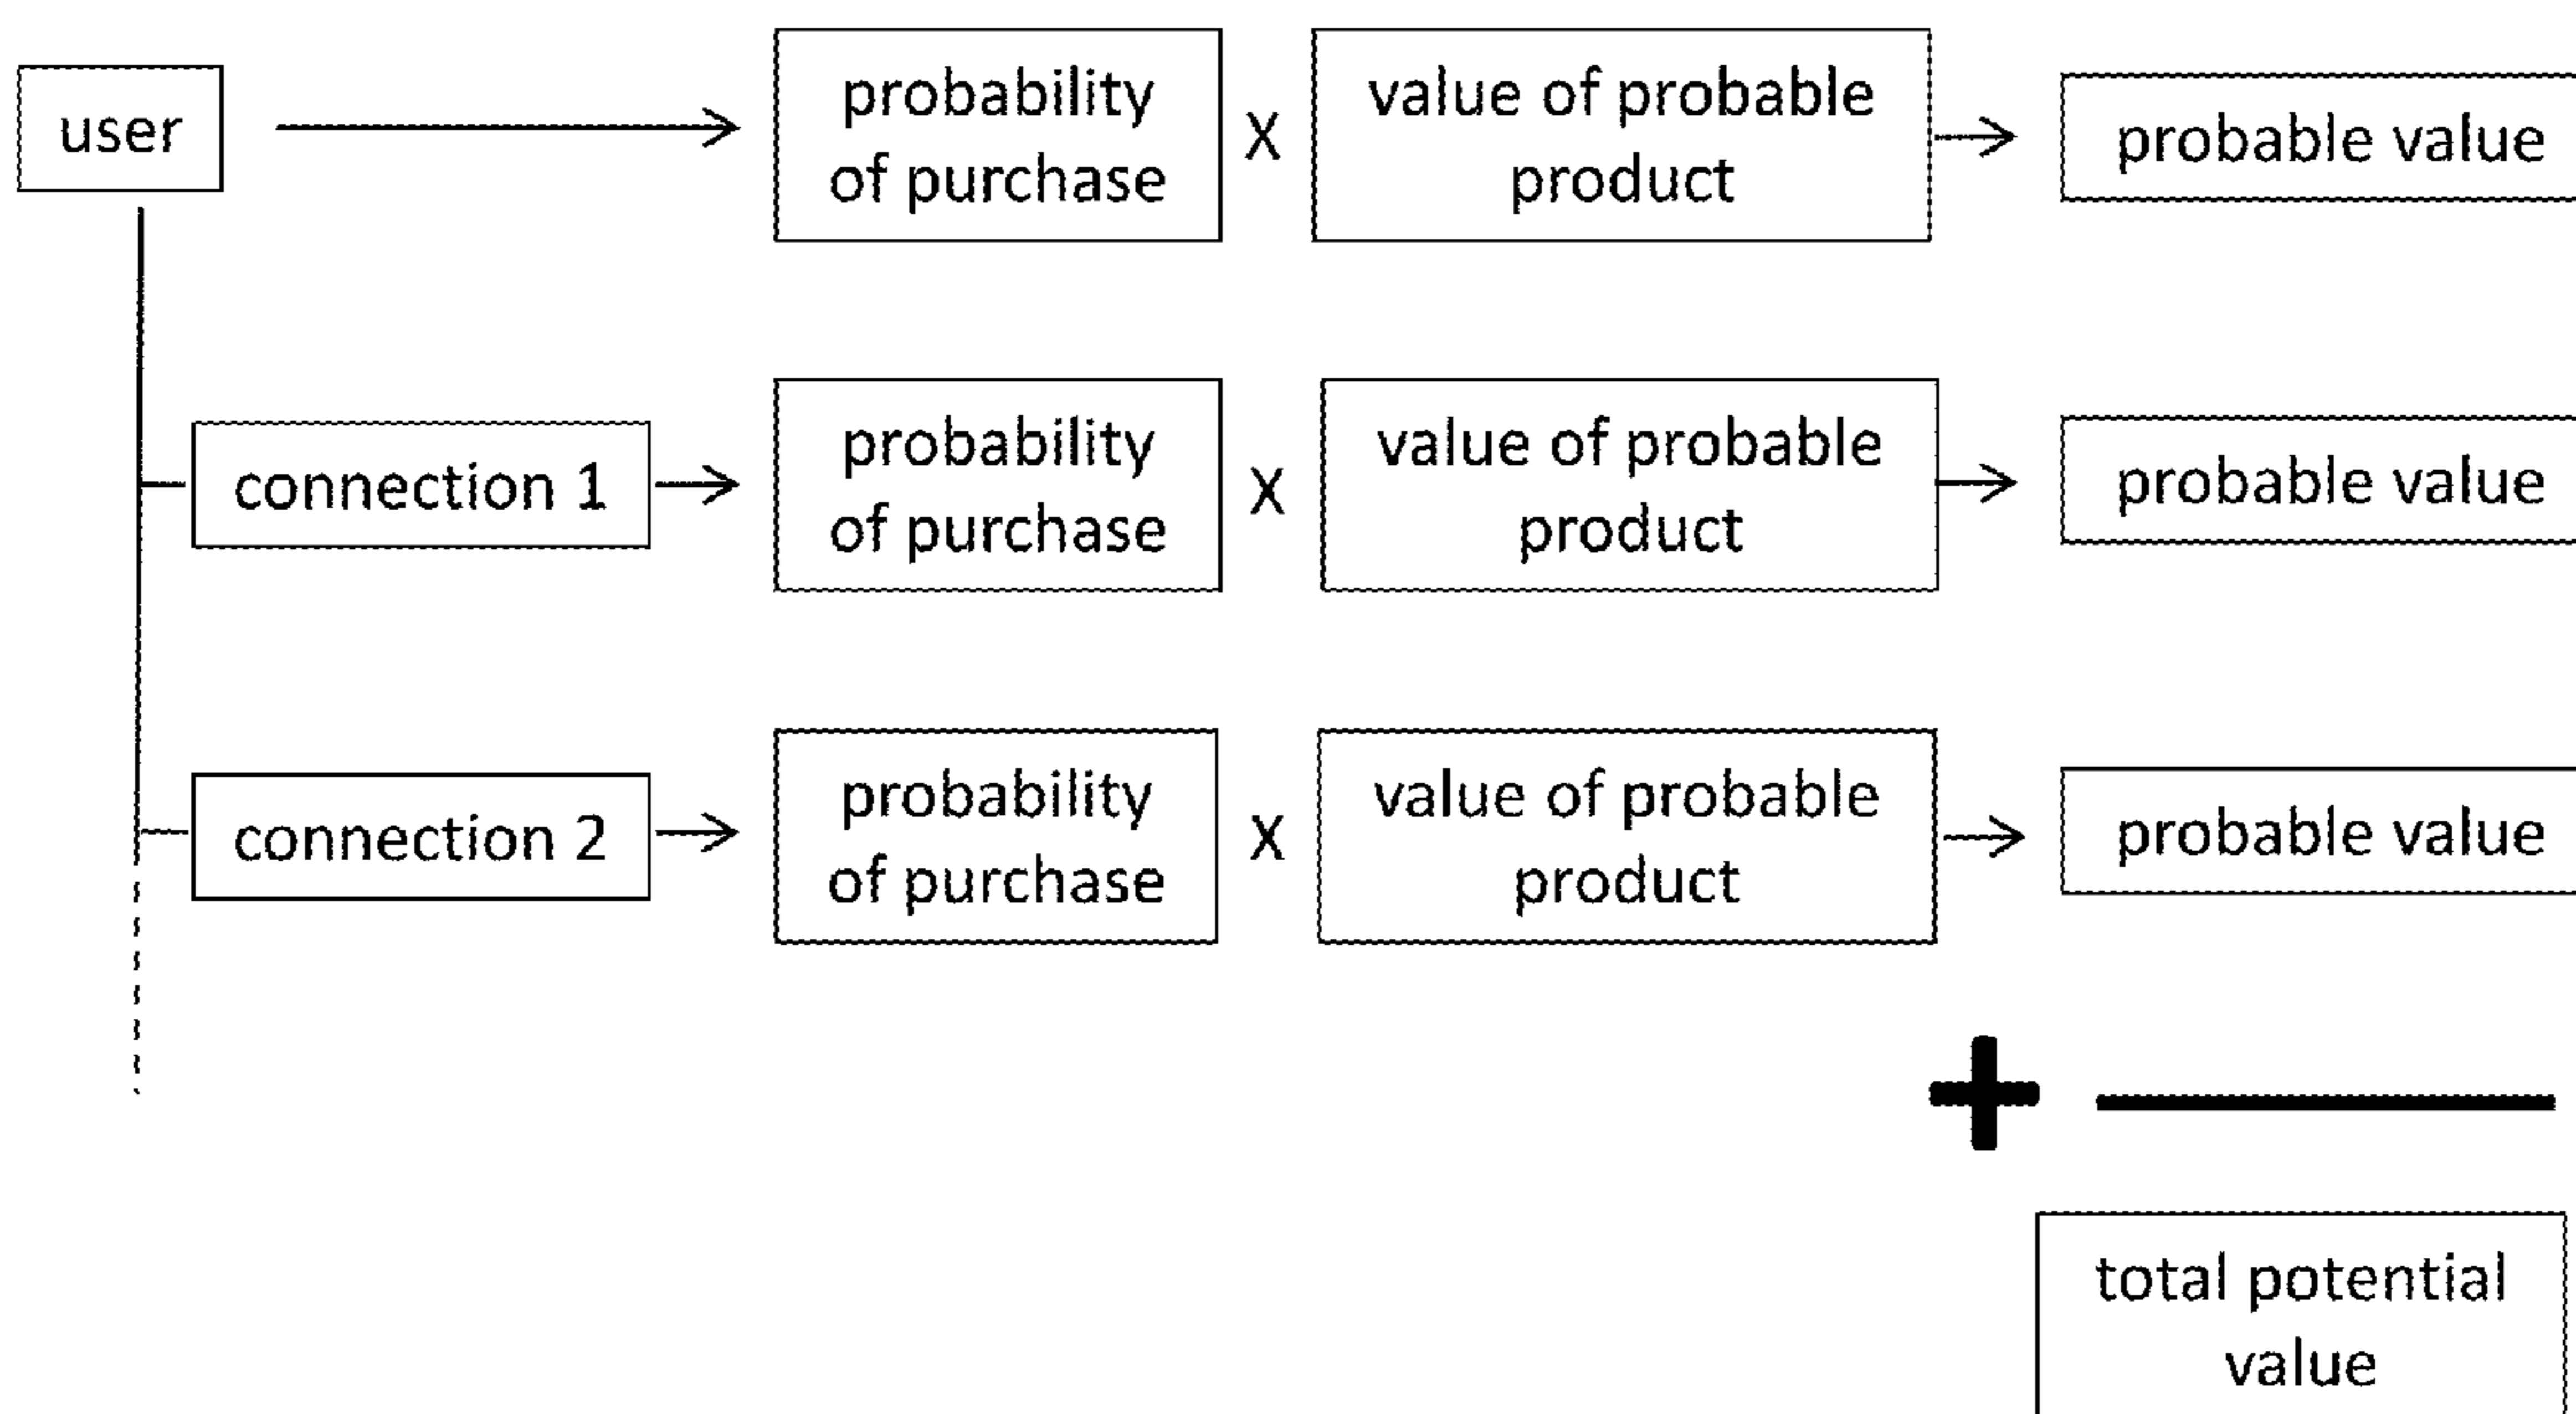 user
probability
of purchase
X
value of probable
product
probable value
connection 1
probability
of purchase
X
value of probable
product
probable value
connection 2
probability
of purchase
X
value of probable
product
probable value
+
total potential
value